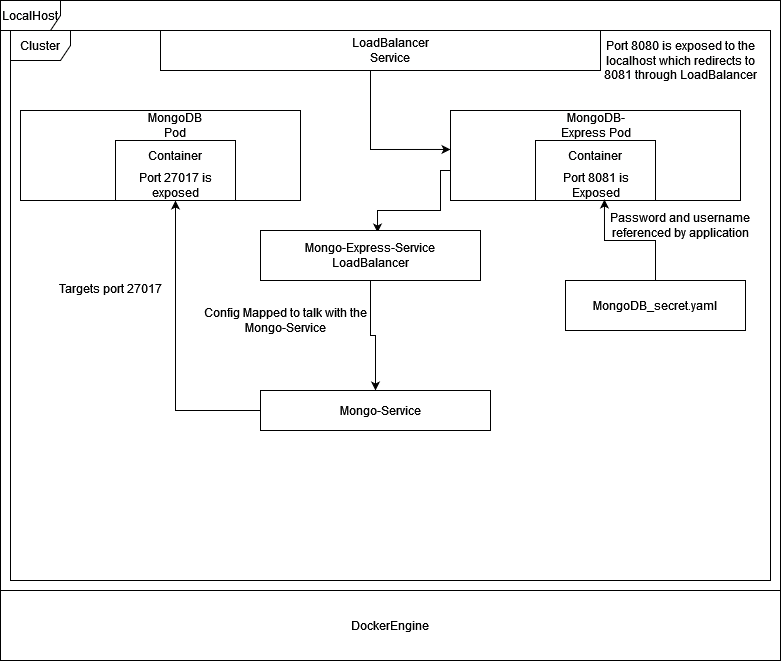 LocalHost
Cluster
LoadBalancer
Service
Port 8080 is exposed to the
localhost which redirects to
8081 through LoadBalancer
MongoDB
Pod
Container
Port 27017 is
exposed
MongoDB-
Express Pod
Container
Port 8081 is
Exposed
Password and username
referenced by application
Mongo-Express-Service
LoadBalancer
Targets port 27017
MongoDB_secret.yaml
Config Mapped to talk with the
Mongo-Service
Mongo-Service
DockerEngine